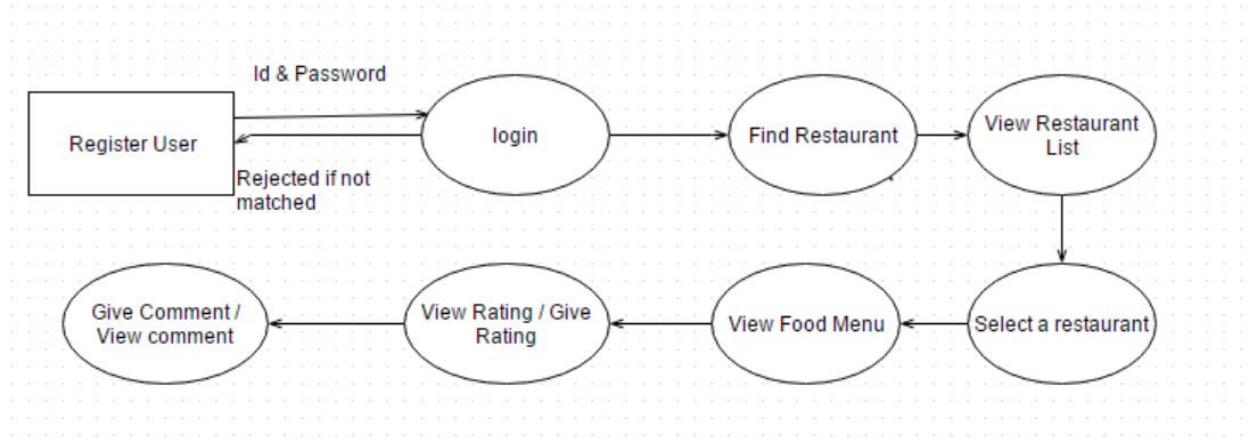 Id & Password
Register User
login
Find Restaurant
View Restaurant
List
Rejected if not
matched
Give Comment /
View comment
View Rating / Give
Rating
View Food Menu
Select a restaurant